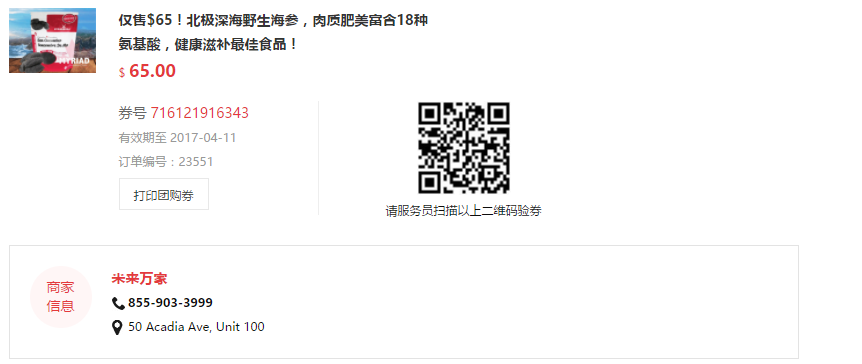 仅售$65！北极深海野生海参，肉质肥美富含18种
氨基酸，健康滋补最佳食品！
$ 65.00
券号 716121916343
有效期至 2017-04-11
订单编号：23551
打印团购券
请服务员扫描以上二维码验券
商家
信息
未来万家
855-903-3999
50 Acadia Ave, Unit 100
MYRIAD